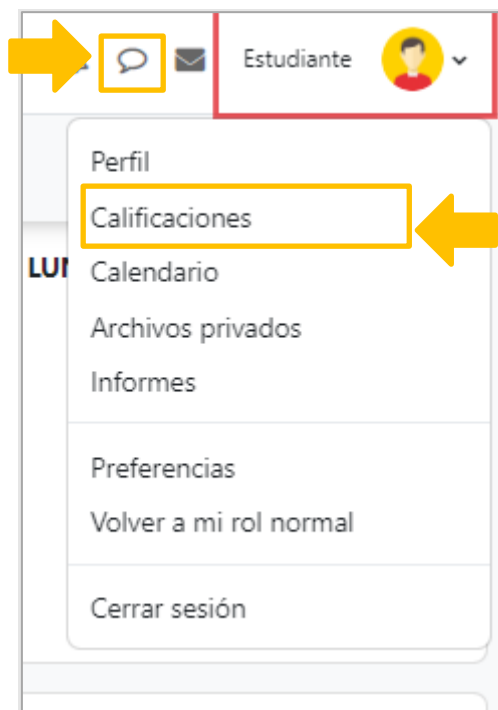 Estudiante
Perfil
Calificaciones
LUN
Calendario
Archivos privados
Informes
Preferencias
Volver a mi rol normal
Cerrar sesión